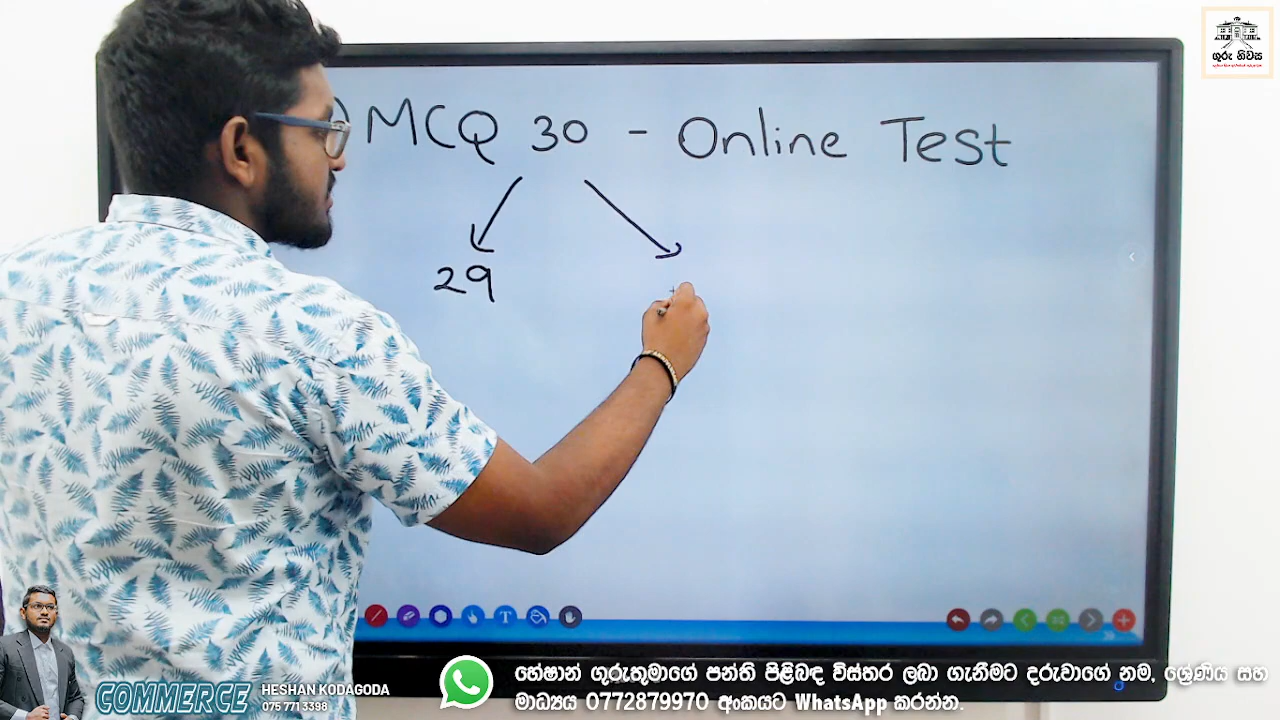 ගුරු නිවස
MCQ 30 - Online Test
29
T
COMMERCE
HESHAN KODAGODA
075 771 3398
හේෂාන් ගුරුතුමාගේ පන්ති පිළිබඳ විස්තර ලබා ගැනීමට දරුවාගේ නම, ශ්‍රේණිය සහ
මාධ්‍යය 0772879970 අංකයට WhatsApp කරන්න.